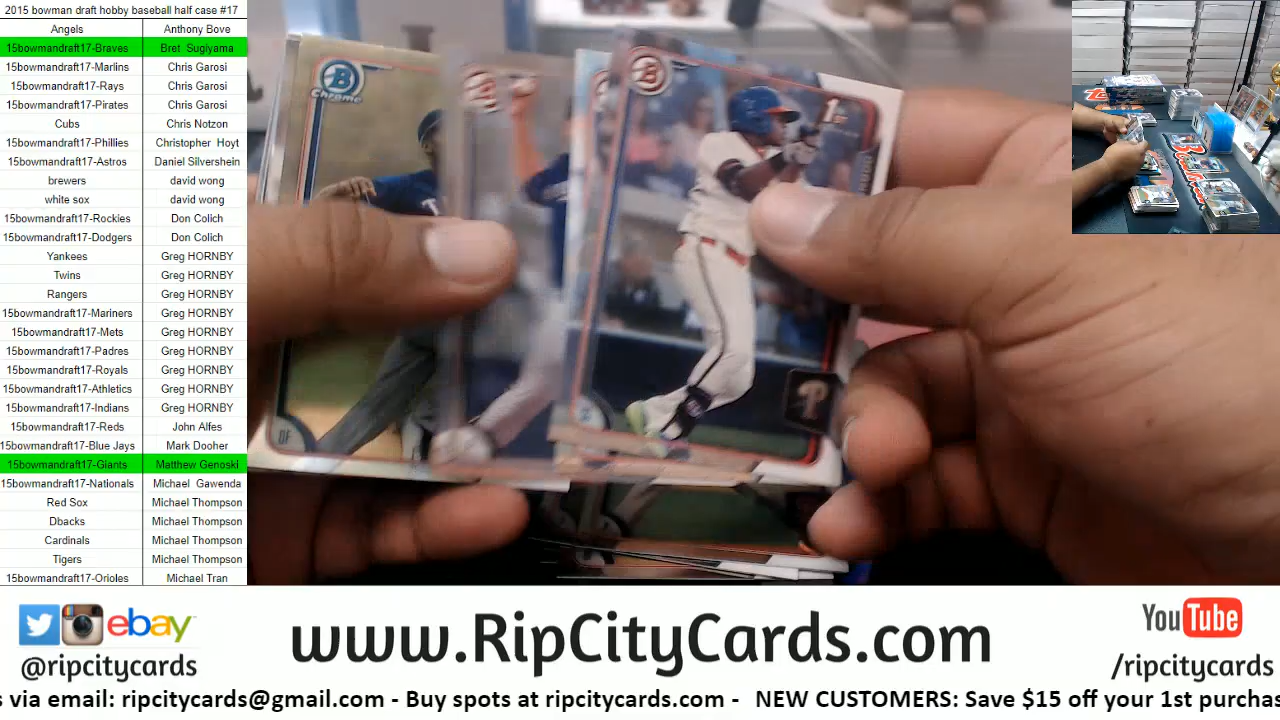 2015 bowman draft hobby baseball half case #17
Angels Anthony Bove
15bowmandraft17-Braves Bret Sugiyama
15bowmandraft17-Marlins Chris Garosi
15bowmandraft17-Rays Chris Garosi
15bowmandraft17-Pirates Chris Garosi
Cubs Chris Notzon
15bowmandraft17-Phillies Christopher Hoyt
15bowmandraft17-Astros Daniel Silvershein
brewers david wong
white sox david wong
15bowmandraft17-Rockies Don Colich
15bowmandraft17-Dodgers Don Colich
Yankees Greg HORNBY
Twins Greg HORNBY
Rangers Greg HORNBY
15bowmandraft17-Mariners Greg HORNBY
15bowmandraft17-Mets Greg HORNBY
15bowmandraft17-Padres Greg HORNBY
15bowmandraft17-Royals Greg HORNBY
15bowmandraft17-Athletics Greg HORNBY
15bowmandraft17-Indians Greg HORNBY
15bowmandraft17-Reds John Alfes
15bowmandraft17-Blue Jays Mark Dooher
15bowmandraft17-Giants Matthew Genoski
15bowmandraft17-Nationals Michael Gawenda
Red Sox Michael Thompson
Dbacks Michael Thompson
Cardinals Michael Thompson
Tigers Michael Thompson
15bowmandraft17-Orioles Michael Tran
B
Chrome
T
OF
B
1st
P
ebay
@ripcitycards
www.RipCityCards.com
YouTube
/ripcitycards
s via email: ripcitycards@gmail.com - Buy spots at ripcitycards.com - NEW CUSTOMERS: Save $15 off your 1st purchas